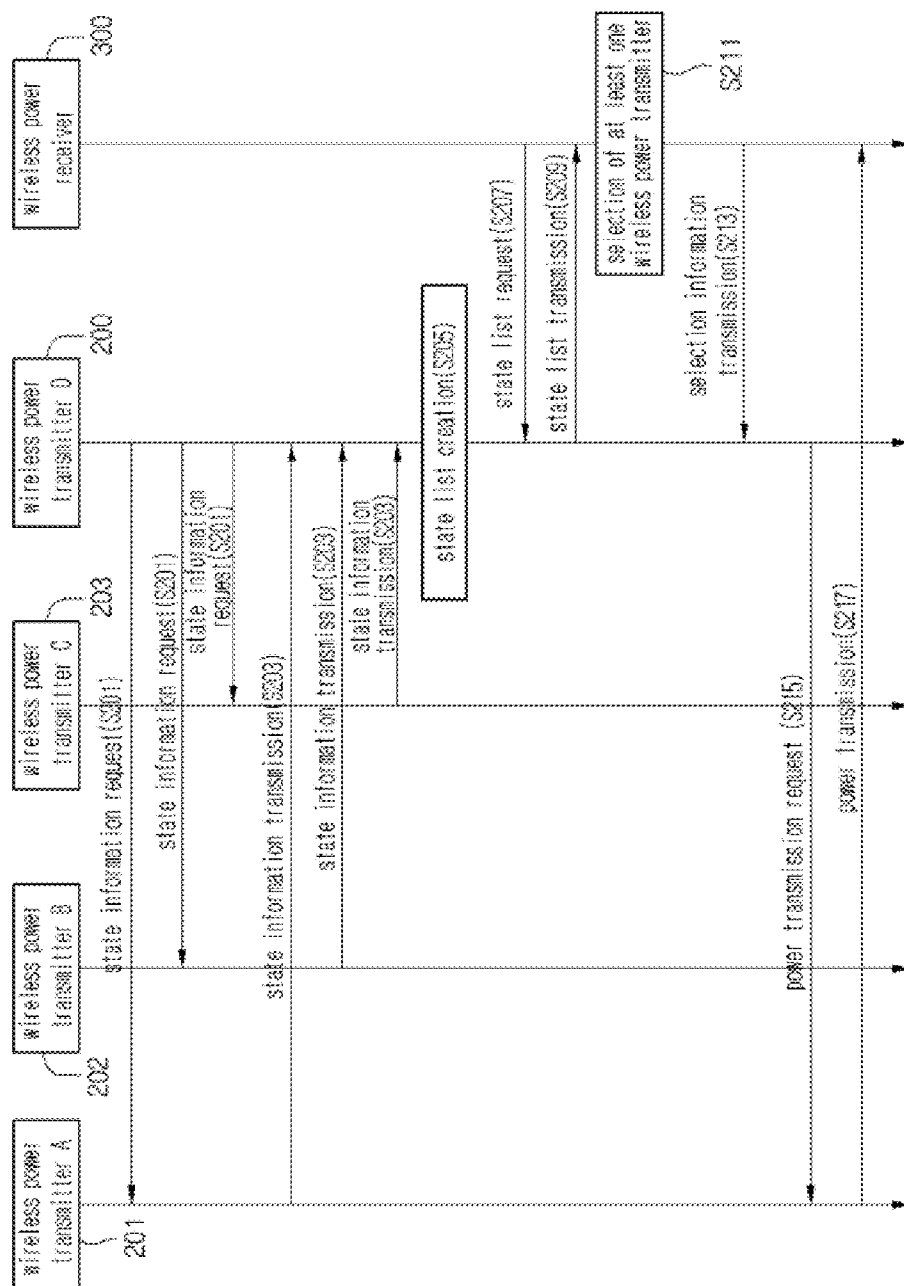 wireless power
transmitter A
201
wireless power
transmitter B
202
wireless power
transmitter C
203
wireless power
transmitter D
200
wireless power
receiver
300
state information request(S201)
state information request(S201)
state information
request(S201)
state information transmission(S203)
state information transmission(S203)
state information
transmission(S203)
state list creation(S205)
state list request(S207)
state list transmission(S209)
selection of at least one
wireless power transmitter
S211
selection information
transmission(S213)
power transmission request (S215)
power transmission(S217)